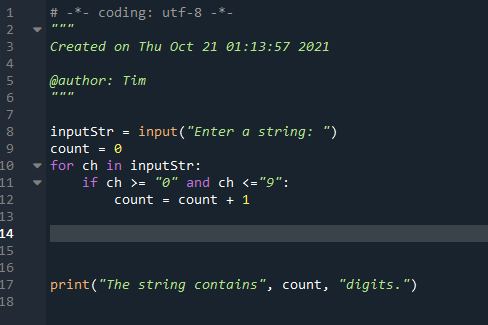 1 # -*- coding: utf-8 -*-
2 """
3 Created on Thu Oct 21 01:13:57 2021
4
5 @author: Tim
6 """
7
8 inputStr = input("Enter a string: ")
9 count = 0
10 for ch in inputStr:
11     if ch >= "0" and ch <="9":
12         count = count + 1
13
14
15
16
17 print("The string contains", count, "digits.")
18